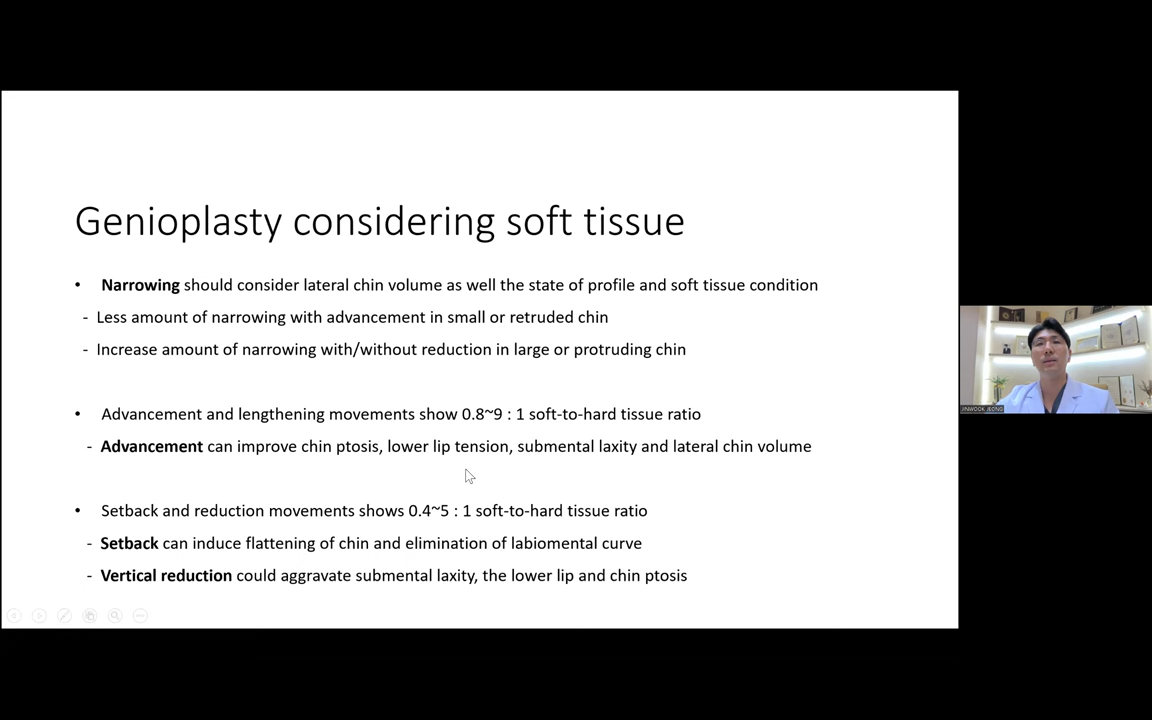 Genioplasty considering soft tissue
• Narrowing should consider lateral chin volume as well the state of profile and soft tissue condition
- Less amount of narrowing with advancement in small or retruded chin
- Increase amount of narrowing with/without reduction in large or protruding chin
• Advancement and lengthening movements show 0.8~9 : 1 soft-to-hard tissue ratio
- Advancement can improve chin ptosis, lower lip tension, submental laxity and lateral chin volume
• Setback and reduction movements shows 0.4~5 : 1 soft-to-hard tissue ratio
- Setback can induce flattening of chin and elimination of labiomental curve
- Vertical reduction could aggravate submental laxity, the lower lip and chin ptosis
JINWOOK JEONG